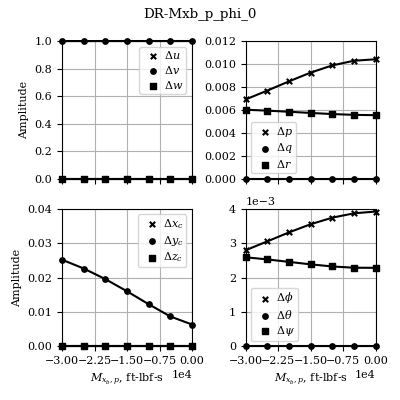 DR-Mxb_p_phi_0
Amplitude
1.0
0.8
0.6
0.4
0.2
0.0
Δu
Δv
Δw
0.012
0.010
0.008
0.006
0.004
0.002
0.000
Δp
Δq
Δr
Amplitude
0.04
0.03
0.02
0.01
0.00
Δx_c
Δy_c
Δz_c
−3.00 −2.25 −1.50 −0.75 0.00
1e4
M_{x_b, p}, ft-lbf-s
1e−3
4
3
2
1
0
Δϕ
Δθ
Δψ
−3.00 −2.25 −1.50 −0.75 0.00
1e4
M_{x_b, p}, ft-lbf-s